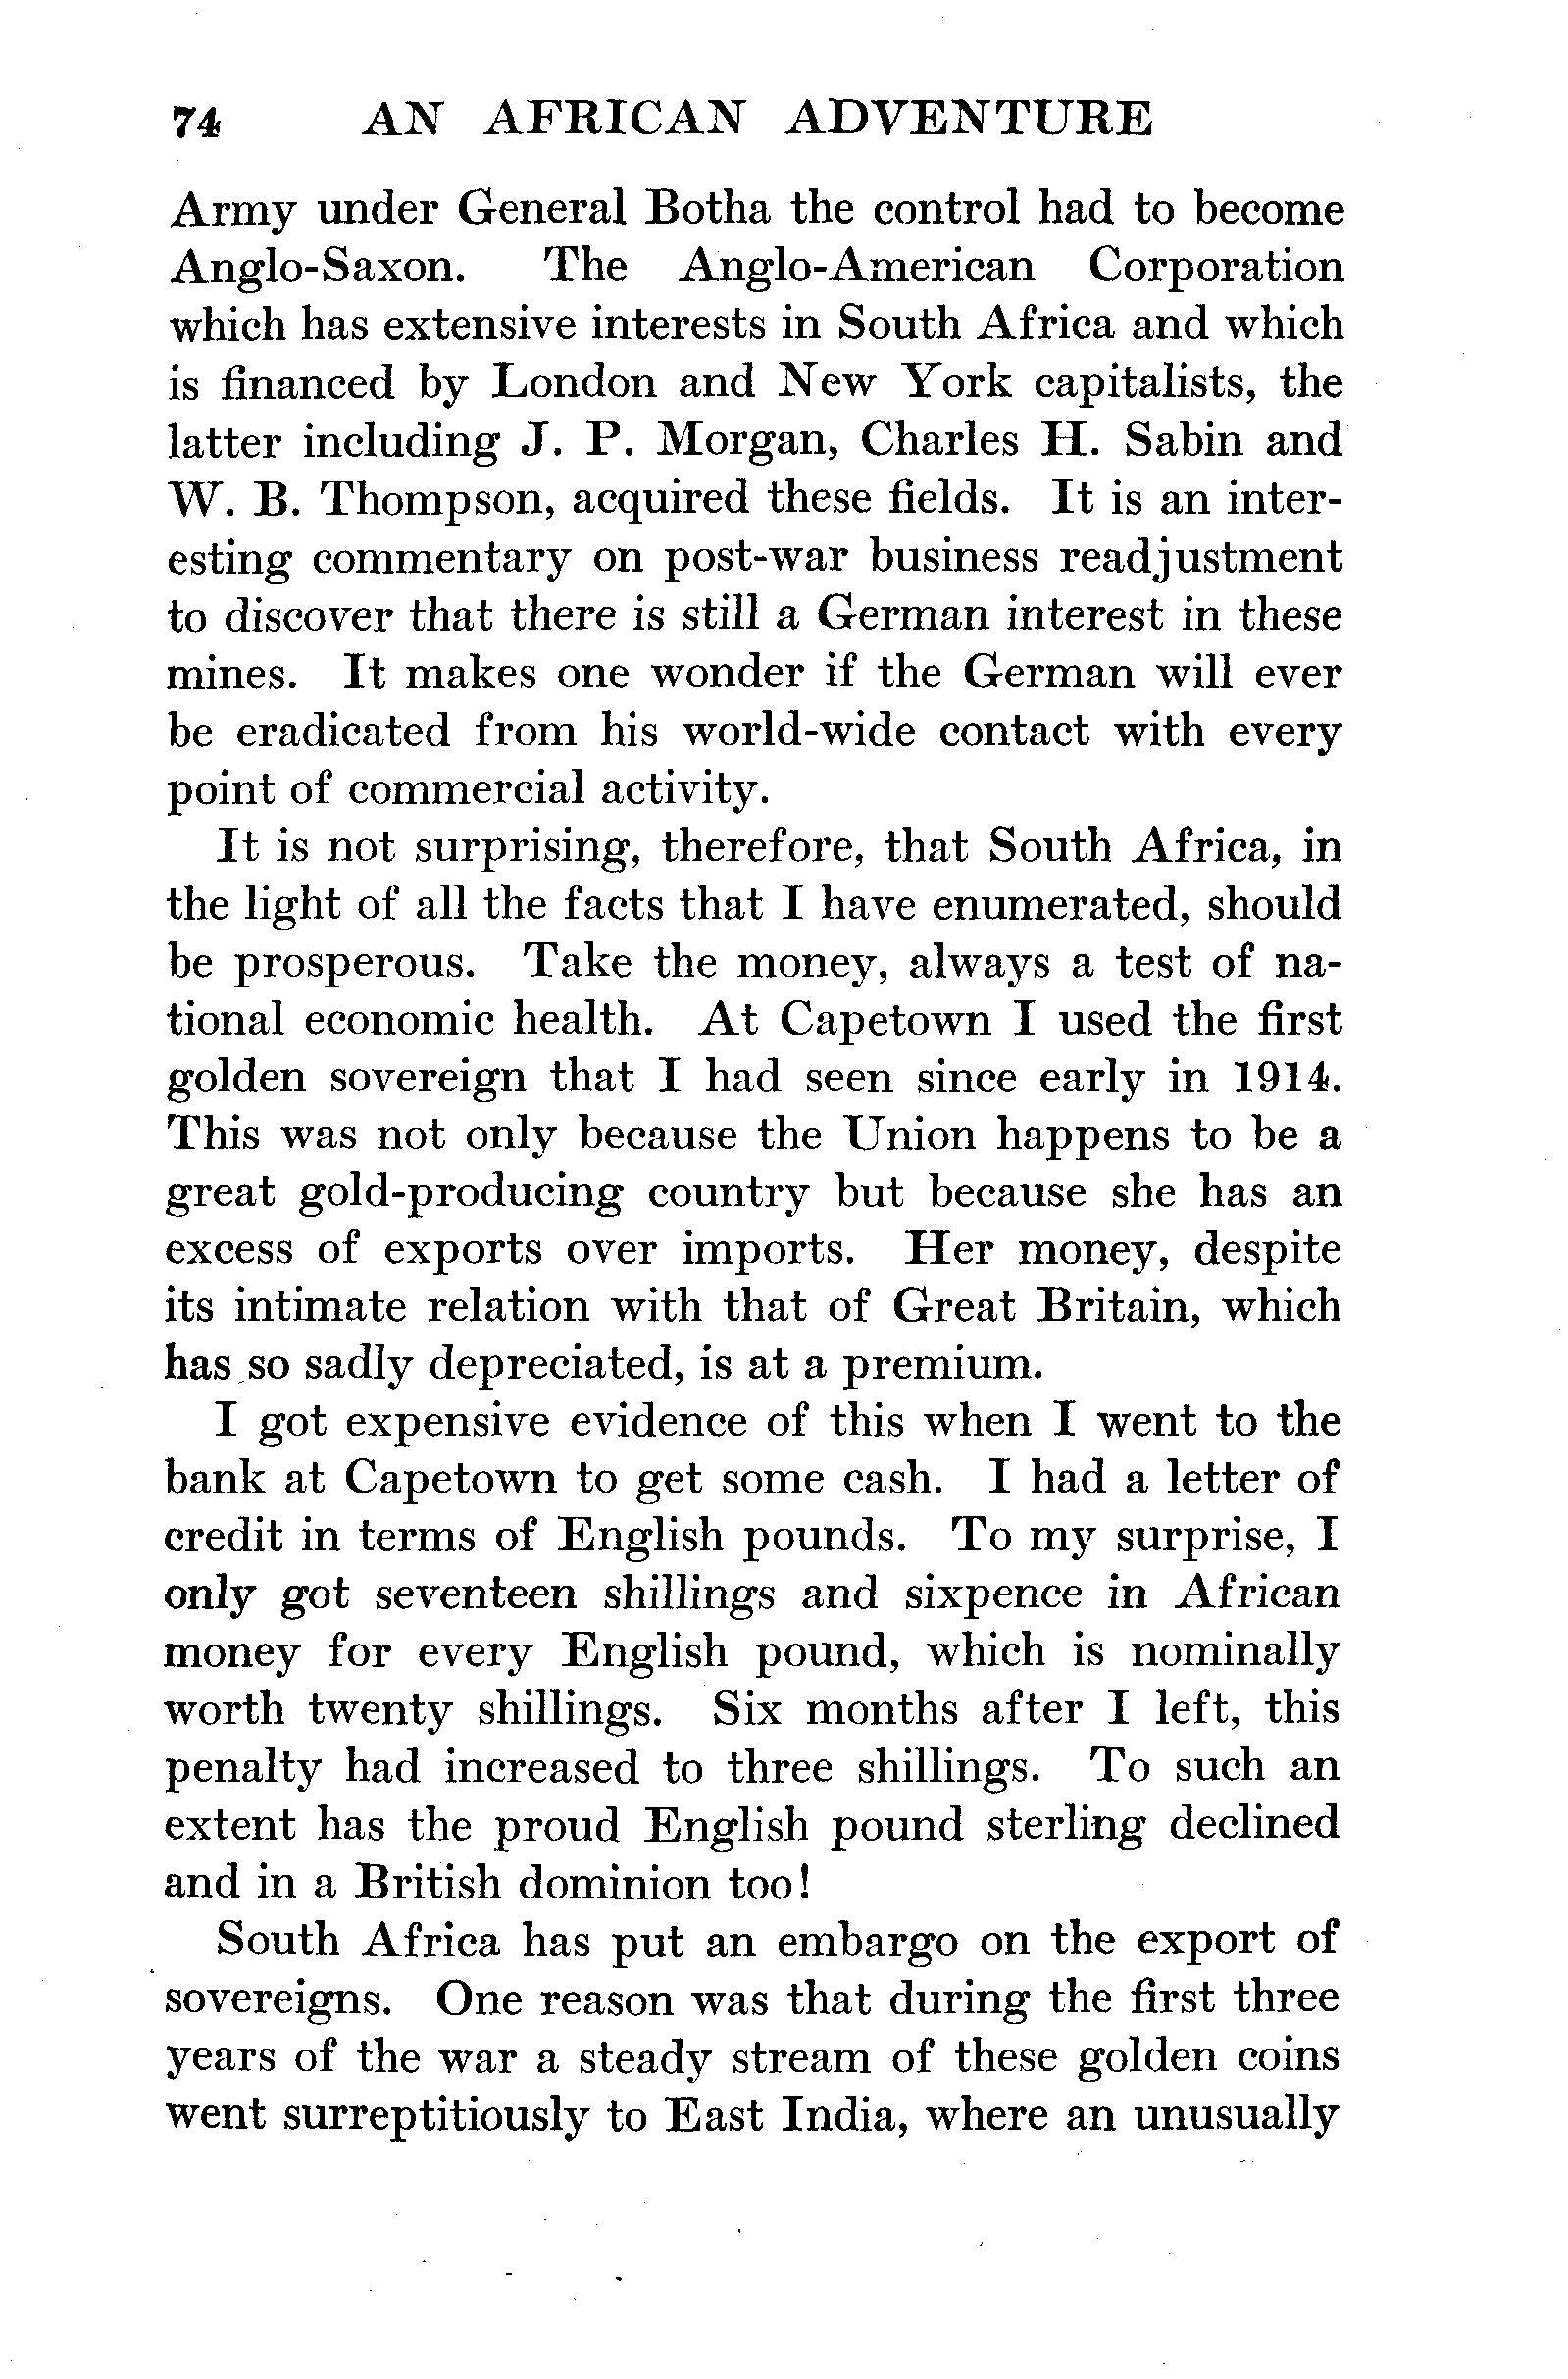 74 AN AFRICAN ADVENTURE
Army under General Botha the control had to become
Anglo-Saxon. The Anglo-American Corporation
which has extensive interests in South Africa and which
is financed by London and New York capitalists, the
latter including J. P. Morgan, Charles H. Sabin and
W. B. Thompson, acquired these fields. It is an inter-
esting commentary on post-war business readjustment
to discover that there is still a German interest in these
mines. It makes one wonder if the German will ever
be eradicated from his world-wide contact with every
point of commercial activity.
It is not surprising, therefore, that South Africa, in
the light of all the facts that I have enumerated, should
be prosperous. Take the money, always a test of na-
tional economic health. At Capetown I used the first
golden sovereign that I had seen since early in 1914.
This was not only because the Union happens to be a
great gold-producing country but because she has an
excess of exports over imports. Her money, despite
its intimate relation with that of Great Britain, which
has so sadly depreciated, is at a premium.
I got expensive evidence of this when I went to the
bank at Capetown to get some cash. I had a letter of
credit in terms of English pounds. To my surprise, I
only got seventeen shillings and sixpence in African
money for every English pound, which is nominally
worth twenty shillings. Six months after I left, this
penalty had increased to three shillings. To such an
extent has the proud English pound sterling declined
and in a British dominion too!
South Africa has put an embargo on the export of
sovereigns. One reason was that during the first three
years of the war a steady stream of these golden coins
went surreptitiously to East India, where an unusually